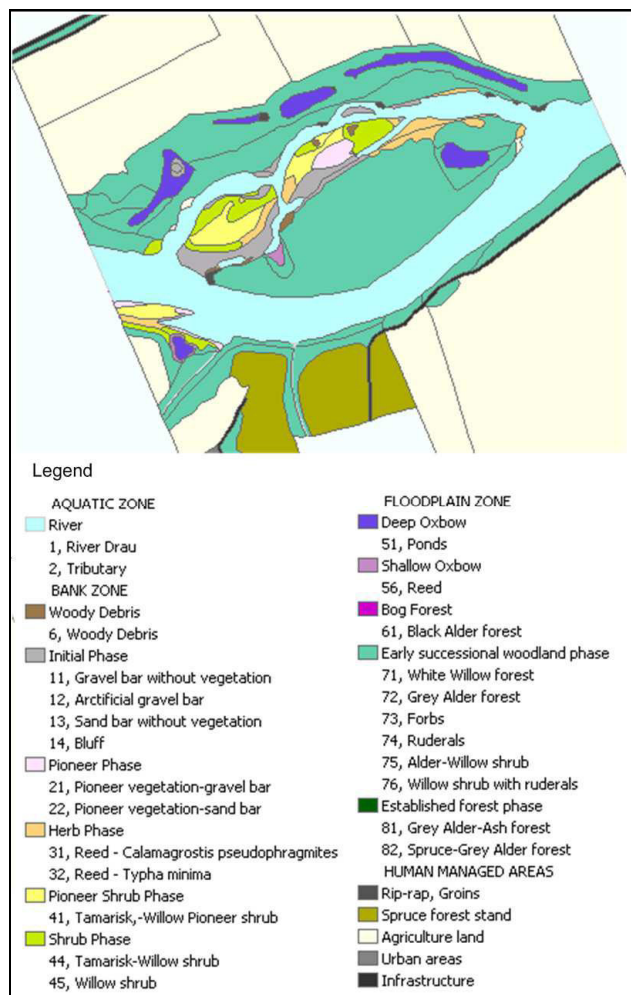 Legend
AQUATIC ZONE
River
1, River Drau
2, Tributary
BANK ZONE
Woody Debris
6, Woody Debris
Initial Phase
11, Gravel bar without vegetation
12, Arctificial gravel bar
13, Sand bar without vegetation
14, Bluff
Pioneer Phase
21, Pioneer vegetation-gravel bar
22, Pioneer vegetation-sand bar
Herb Phase
31, Reed - Calamagrostis pseudophragmites
32, Reed - Typha minima
Pioneer Shrub Phase
41, Tamarisk,-Willow Pioneer shrub
Shrub Phase
44, Tamarisk-Willow shrub
45, Willow shrub
FLOODPLAIN ZONE
Deep Oxbow
51, Ponds
Shallow Oxbow
56, Reed
Bog Forest
61, Black Alder forest
Early successional woodland phase
71, White Willow forest
72, Grey Alder forest
73, Forbs
74, Ruderals
75, Alder-Willow shrub
76, Willow shrub with ruderals
Established forest phase
81, Grey Alder-Ash forest
82, Spruce-Grey Alder forest
HUMAN MANAGED AREAS
Rip-rap, Groins
Spruce forest stand
Agriculture land
Urban areas
Infrastructure